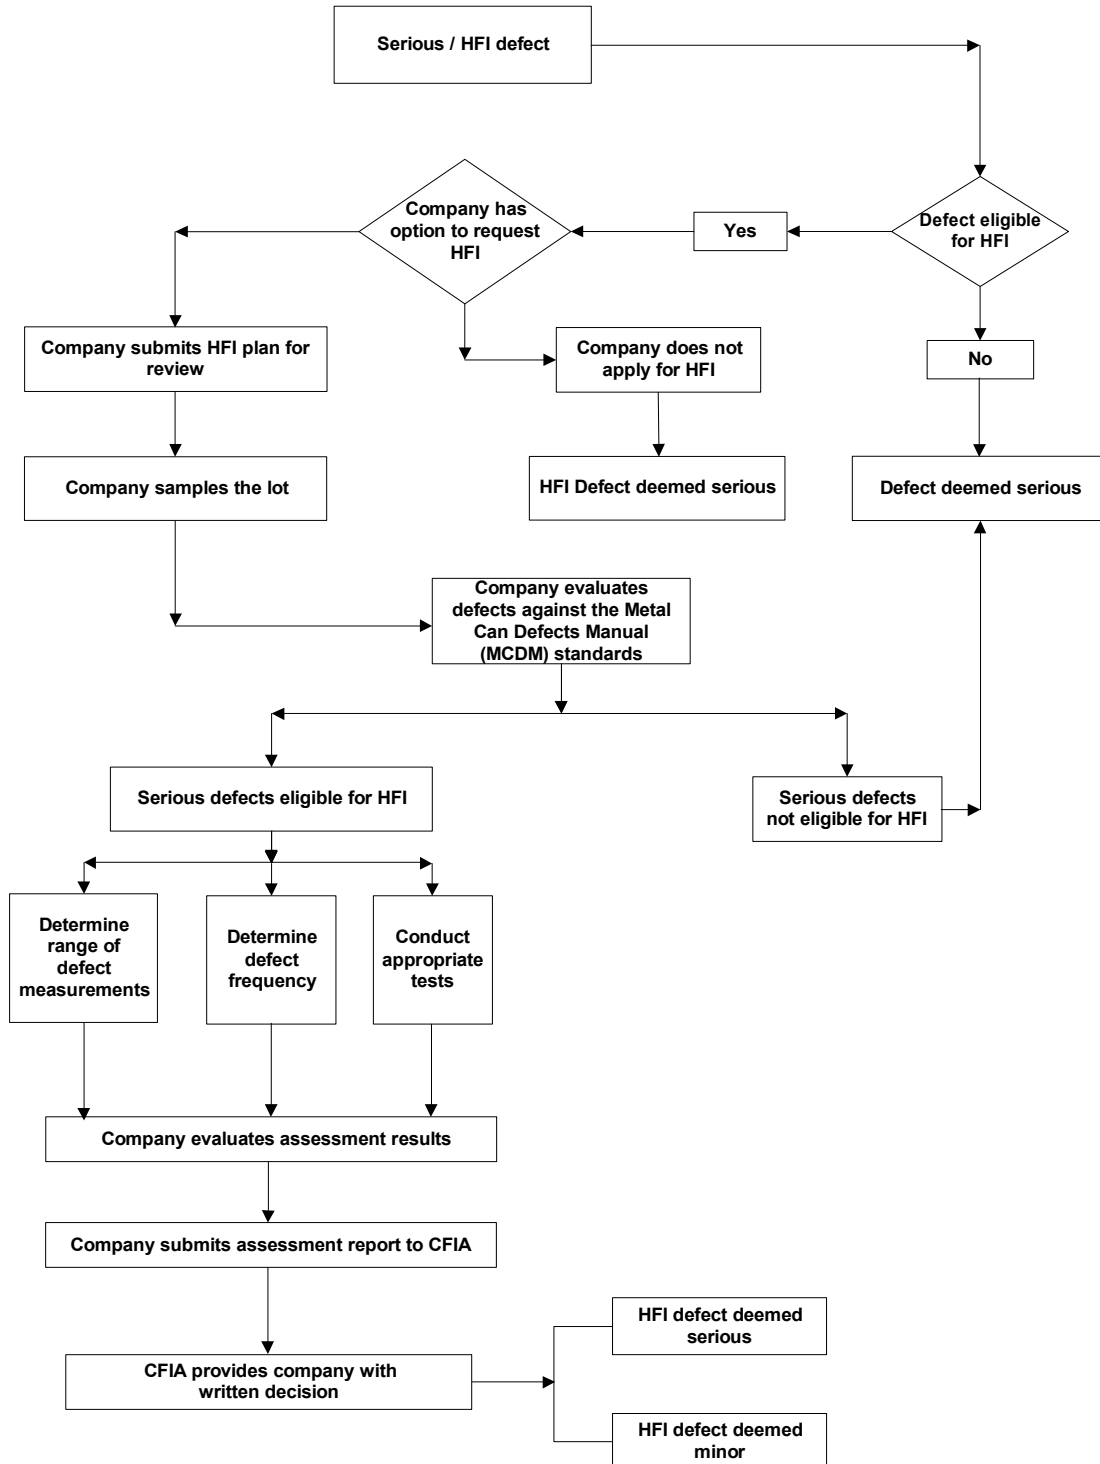 Serious / HFI defect
Company has
option to request
HFI
Yes
Defect eligible
for HFI
Company submits HFI plan for
review
Company does not
apply for HFI
No
Company samples the lot
HFI Defect deemed serious
Defect deemed serious
Company evaluates
defects against the Metal
Can Defects Manual
(MCDM) standards
Serious defects eligible for HFI
Serious defects
not eligible for HFI
Determine
range of
defect
measurements
Determine
defect
frequency
Conduct
appropriate
tests
Company evaluates assessment results
Company submits assessment report to CFIA
CFIA provides company with
written decision
HFI defect deemed
serious
HFI defect deemed
minor